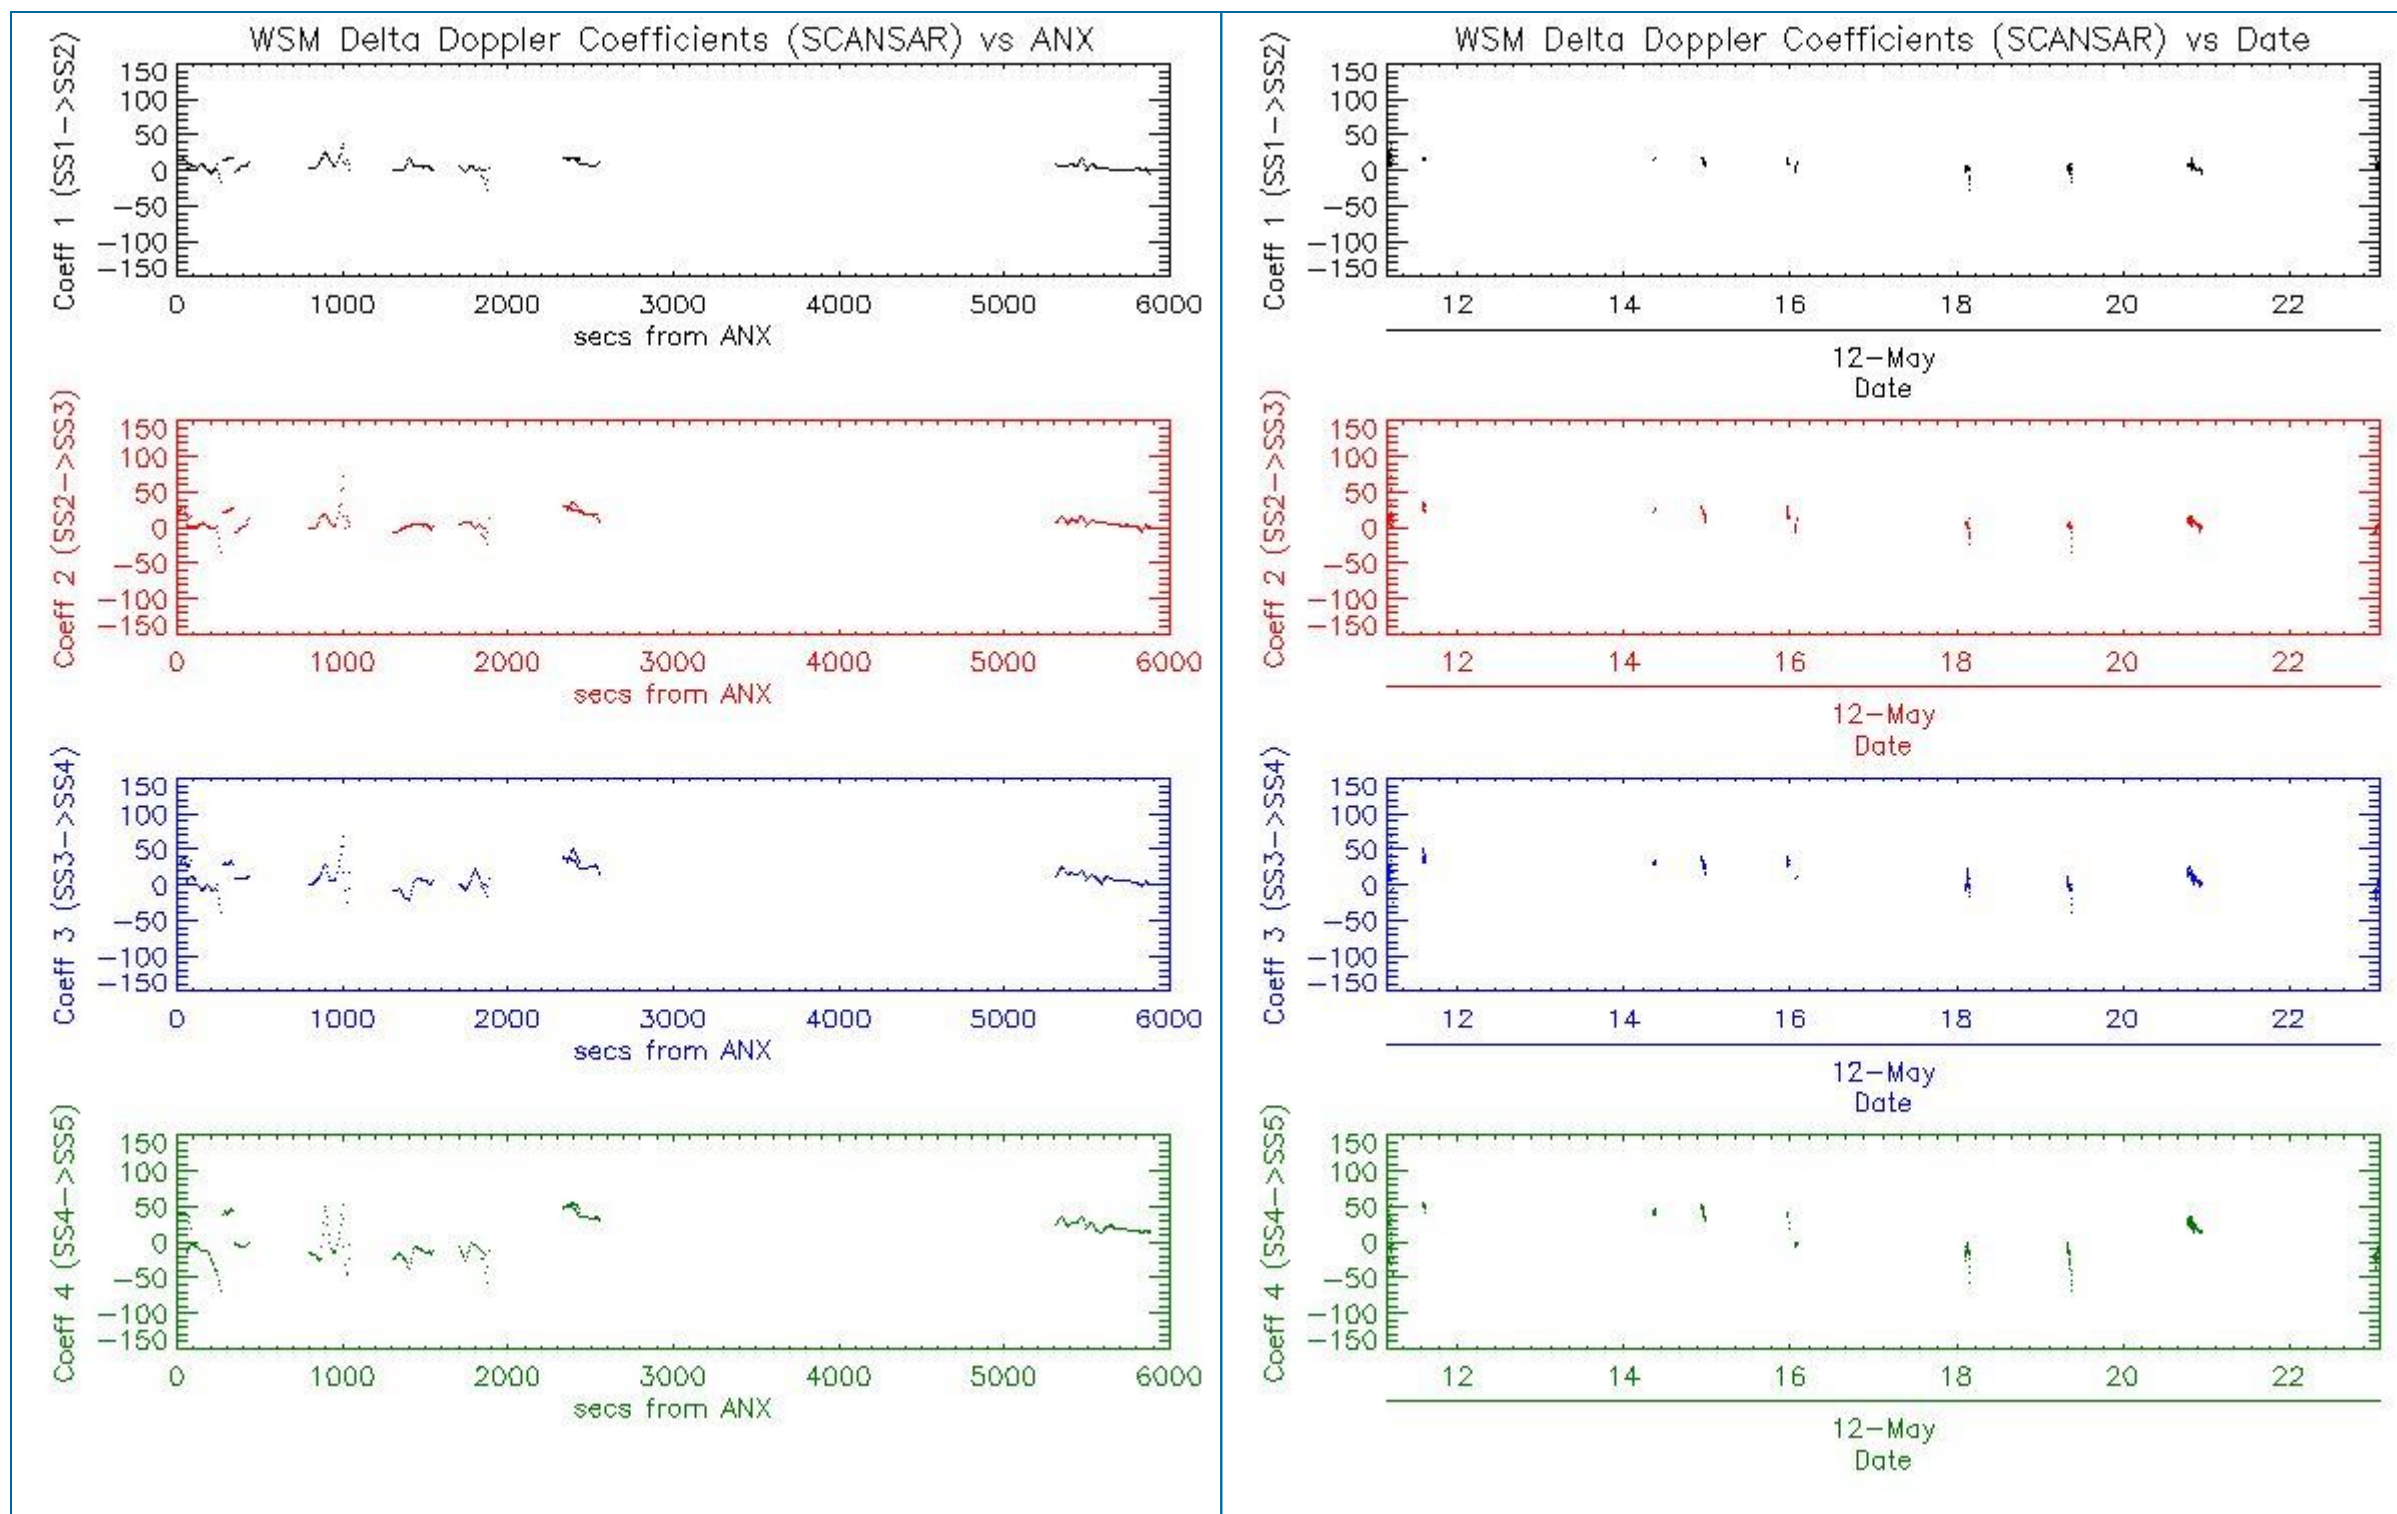 WSM Delta Doppler Coefficients (SCANSAR) vs ANX
Coeff 1 (SS1->SS2)
150
100
50
0
-50
-100
-150
0 1000 2000 3000 4000 5000 6000
secs from ANX
Coeff 2 (SS2->SS3)
150
100
50
0
-50
-100
-150
0 1000 2000 3000 4000 5000 6000
secs from ANX
Coeff 3 (SS3->SS4)
150
100
50
0
-50
-100
-150
0 1000 2000 3000 4000 5000 6000
secs from ANX
Coeff 4 (SS4->SS5)
150
100
50
0
-50
-100
-150
0 1000 2000 3000 4000 5000 6000
secs from ANX
WSM Delta Doppler Coefficients (SCANSAR) vs Date
Coeff 1 (SS1->SS2)
150
100
50
0
-50
-100
-150
12 14 16 18 20 22
12-May
Date
Coeff 2 (SS2->SS3)
150
100
50
0
-50
-100
-150
12 14 16 18 20 22
12-May
Date
Coeff 3 (SS3->SS4)
150
100
50
0
-50
-100
-150
12 14 16 18 20 22
12-May
Date
Coeff 4 (SS4->SS5)
150
100
50
0
-50
-100
-150
12 14 16 18 20 22
12-May
Date